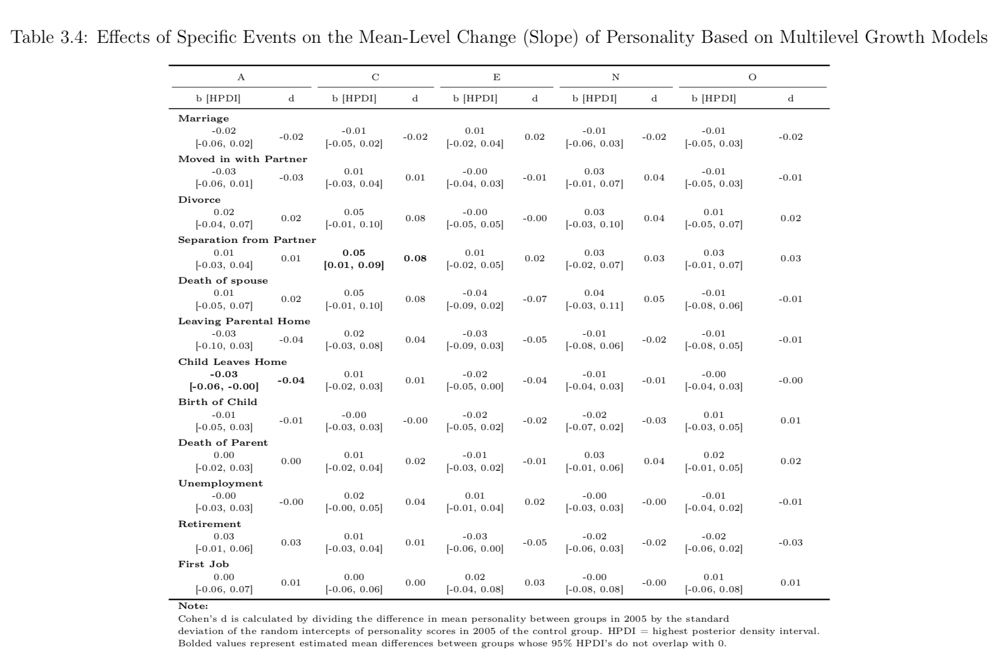 Table 3.4: Effects of Specific Events on the Mean-Level Change (Slope) of Personality Based on Multilevel Growth Models
A C E N O
b [HPDI] d b [HPDI] d b [HPDI] d b [HPDI] d b [HPDI] d
Marriage
-0.02 -0.01 0.01 -0.01 -0.01
-0.02 -0.02 0.02 -0.02 -0.02
[-0.06, 0.02] [-0.05, 0.02] [-0.02, 0.04] [-0.06, 0.03] [-0.05, 0.03]
Moved in with Partner
-0.03 0.01 -0.00 0.03 -0.01
-0.03 0.01 -0.01 0.04 -0.01
[-0.06, 0.01] [-0.03, 0.04] [-0.04, 0.03] [-0.01, 0.07] [-0.05, 0.03]
Divorce
0.02 0.05 -0.00 0.03 0.01
0.02 0.08 -0.00 0.04 0.02
[-0.04, 0.07] [-0.01, 0.10] [-0.05, 0.05] [-0.03, 0.10] [-0.05, 0.07]
Separation from Partner
0.01 0.05 0.01 0.03 0.03
0.01 0.08 0.02 0.03 0.03
[-0.03, 0.04] [0.01, 0.09] [-0.02, 0.05] [-0.02, 0.07] [-0.01, 0.07]
Death of spouse
0.01 0.05 -0.04 0.04 -0.01
0.02 0.08 -0.07 0.05 -0.01
[-0.05, 0.07] [-0.01, 0.10] [-0.09, 0.02] [-0.03, 0.11] [-0.08, 0.06]
Leaving Parental Home
-0.03 0.02 -0.03 -0.01 -0.01
-0.04 0.04 -0.05 -0.02 -0.01
[-0.10, 0.03] [-0.03, 0.08] [-0.09, 0.03] [-0.08, 0.06] [-0.08, 0.05]
Child Leaves Home
-0.03 0.01 -0.02 -0.01 -0.00
-0.04 0.01 -0.04 -0.01 -0.00
[-0.06, -0.00] [-0.02, 0.03] [-0.05, 0.00] [-0.04, 0.03] [-0.04, 0.03]
Birth of Child
-0.01 -0.00 -0.02 -0.02 0.01
-0.01 -0.00 -0.02 -0.03 0.01
[-0.05, 0.03] [-0.03, 0.03] [-0.05, 0.02] [-0.07, 0.02] [-0.03, 0.05]
Death of Parent
0.00 0.01 -0.01 0.03 0.02
0.00 0.02 -0.01 0.04 0.02
[-0.02, 0.03] [-0.02, 0.04] [-0.03, 0.02] [-0.01, 0.06] [-0.01, 0.05]
Unemployment
-0.00 0.02 0.01 -0.00 -0.01
-0.00 0.04 0.02 -0.00 -0.01
[-0.03, 0.03] [-0.00, 0.05] [-0.01, 0.04] [-0.03, 0.03] [-0.04, 0.02]
Retirement
0.03 0.01 -0.03 -0.02 -0.02
0.03 0.01 -0.05 -0.02 -0.03
[-0.01, 0.06] [-0.03, 0.04] [-0.06, 0.00] [-0.06, 0.03] [-0.06, 0.02]
First Job
0.00 0.00 0.02 -0.00 0.01
0.01 0.00 0.03 -0.00 0.01
[-0.06, 0.07] [-0.06, 0.06] [-0.04, 0.08] [-0.08, 0.08] [-0.06, 0.08]
Note:
Cohen's d is calculated by dividing the difference in mean personality between groups in 2005 by the standard
deviation of the random intercepts of personality scores in 2005 of the control group. HPDI = highest posterior density interval.
Bolded values represent estimated mean differences between groups whose 95% HPDI's do not overlap with 0.